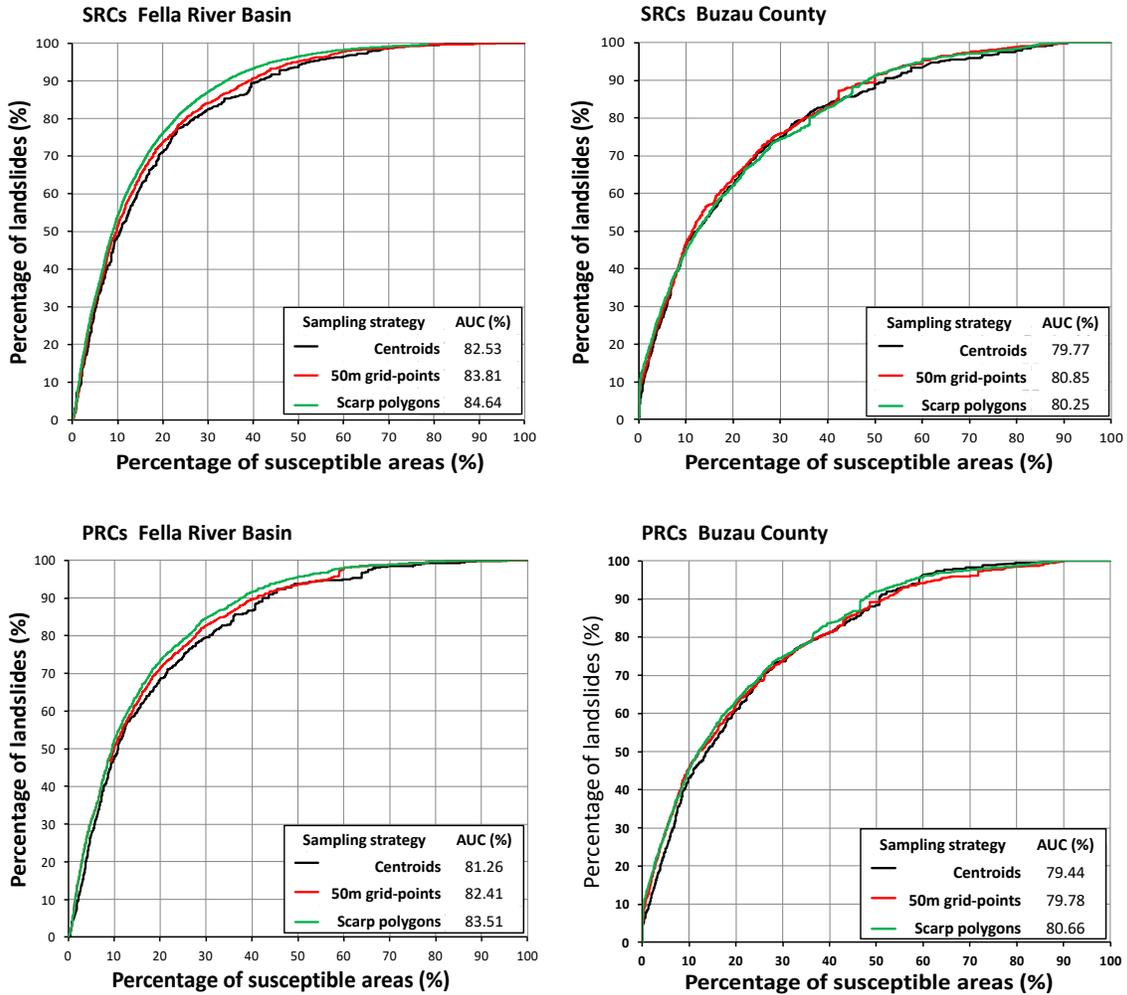 SRCs Fella River Basin
Percentage of landslides (%)
100
90
80
70
60
50
40
30
20
10
0
Sampling strategy AUC (%)
Centroids 82.53
50m grid-points 83.81
Scarp polygons 84.64
0 10 20 30 40 50 60 70 80 90 100
Percentage of susceptible areas (%)
SRCs Buzau County
Percentage of landslides (%)
100
90
80
70
60
50
40
30
20
10
0
Sampling strategy AUC (%)
Centroids 79.77
50m grid-points 80.85
Scarp polygons 80.25
0 10 20 30 40 50 60 70 80 90 100
Percentage of susceptible areas (%)
PRCs Fella River Basin
Percentage of landslides (%)
100
90
80
70
60
50
40
30
20
10
0
Sampling strategy AUC (%)
Centroids 81.26
50m grid-points 82.41
Scarp polygons 83.51
0 10 20 30 40 50 60 70 80 90 100
Percentage of susceptible areas (%)
PRCs Buzau County
Percentage of landslides (%)
100
90
80
70
60
50
40
30
20
10
0
Sampling strategy AUC (%)
Centroids 79.44
50m grid-points 79.78
Scarp polygons 80.66
0 10 20 30 40 50 60 70 80 90 100
Percentage of susceptible areas (%)